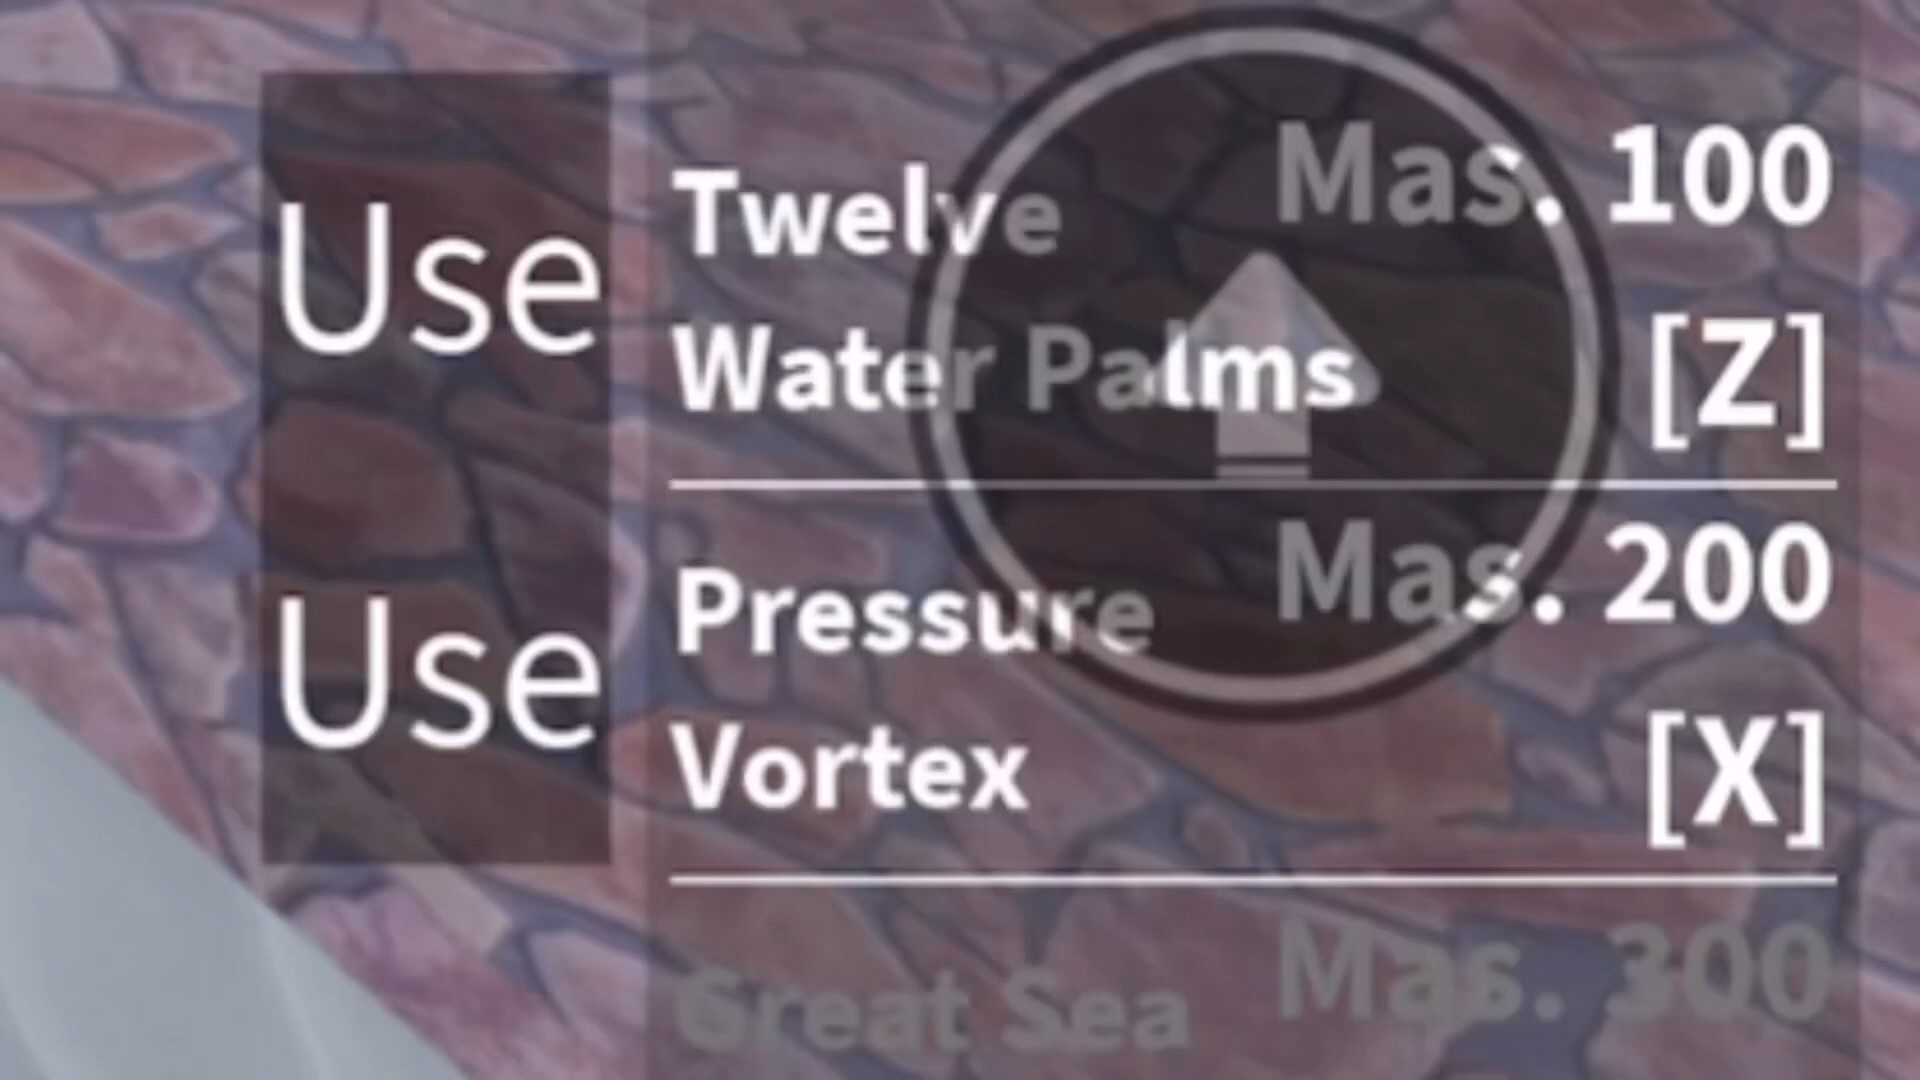 Use
Twelve
Water Palms
Mas. 100
[Z]
Use
Pressure
Vortex
Mas. 200
[X]
Great Sea
Mas. 300